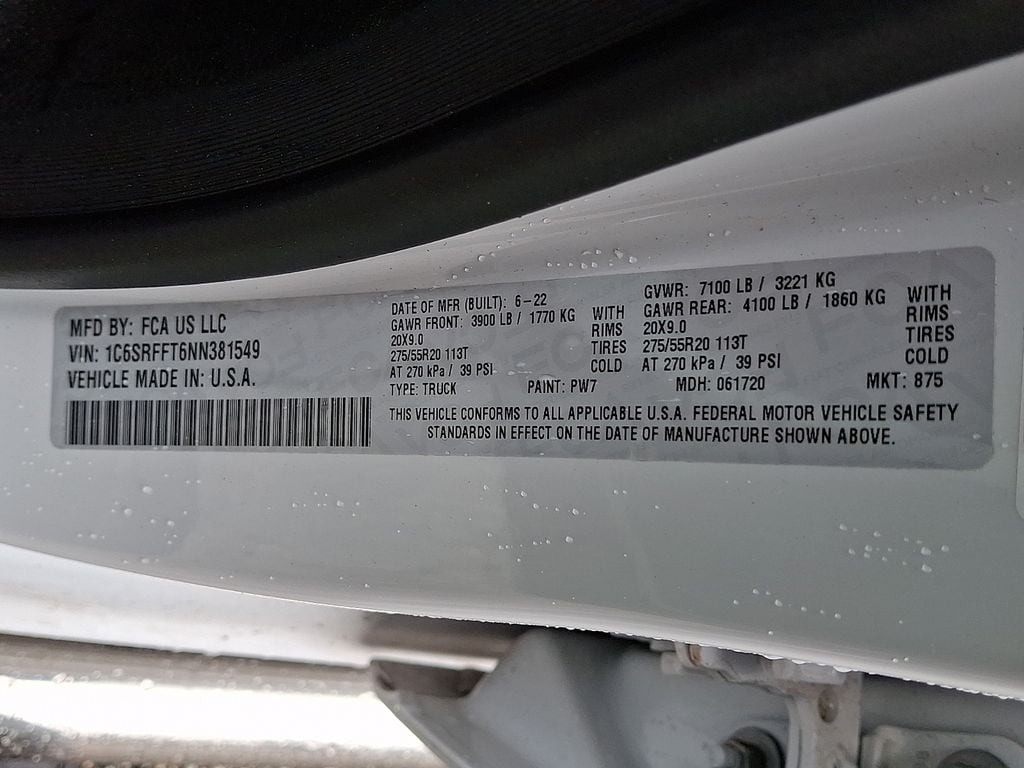 MFD BY: FCA US LLC
VIN: 1C6SRFFT6NN381549
VEHICLE MADE IN: U.S.A.
DATE OF MFR (BUILT): 6-22
GAWR FRONT: 3900 LB / 1770 KG WITH
20X9.0 RIMS
275/55R20 113T TIRES
AT 270 kPa / 39 PSI COLD
GVWR: 7100 LB / 3221 KG
GAWR REAR: 4100 LB / 1860 KG WITH
20X9.0 RIMS
275/55R20 113T TIRES
AT 270 kPa / 39 PSI COLD
TYPE: TRUCK PAINT: PW7 MDH: 061720 MKT: 875
THIS VEHICLE CONFORMS TO ALL APPLICABLE U.S.A. FEDERAL MOTOR VEHICLE SAFETY
STANDARDS IN EFFECT ON THE DATE OF MANUFACTURE SHOWN ABOVE.